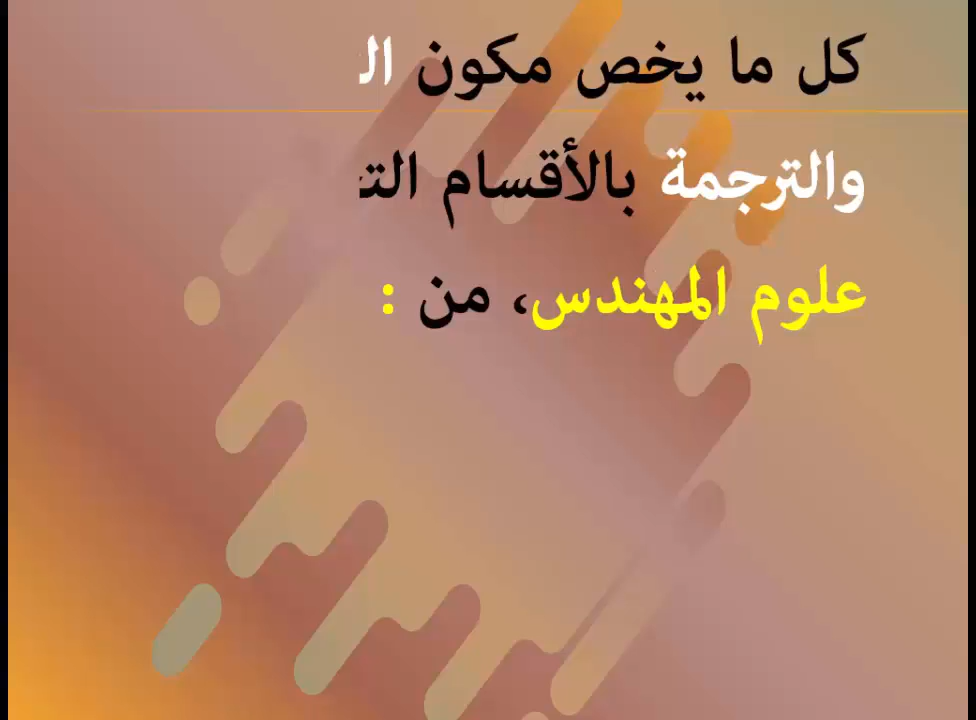 كل ما يخص مكون
والترجمة بالأقسام
علوم المهندس، من :